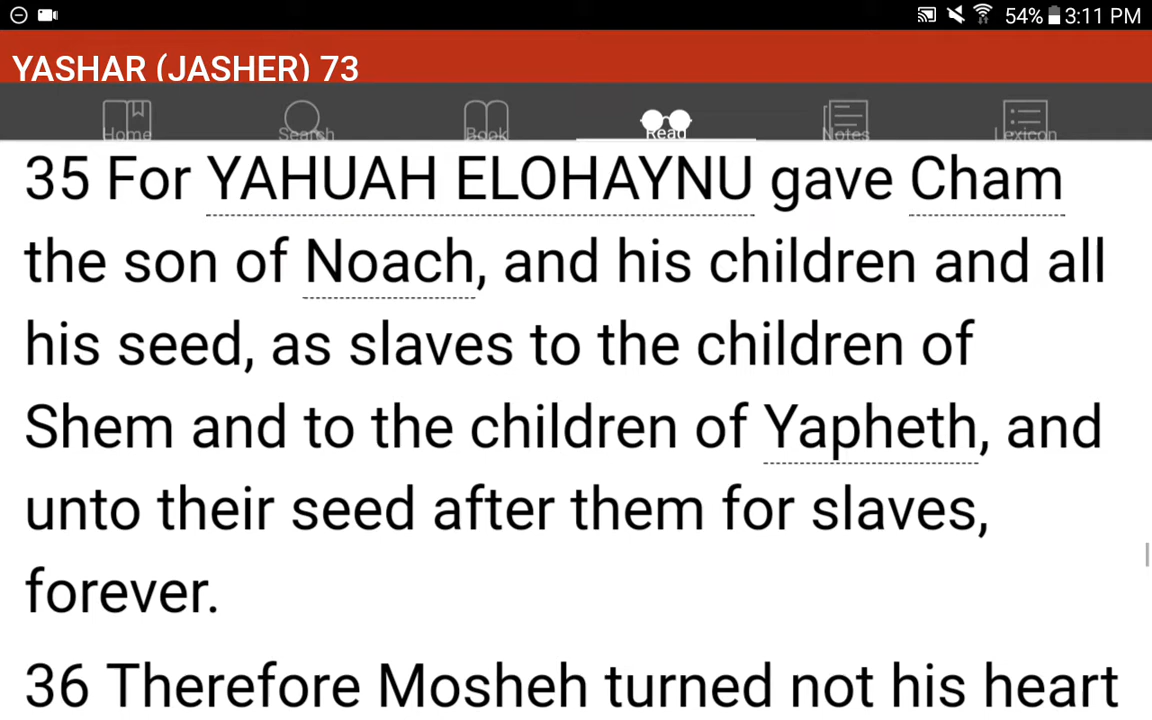 54% 3:11 PM
YASHAR (JASHER) 73
Home Search Book Read Notes Lexicon
35 For YAHUAH ELOHAYNU gave Cham
the son of Noach, and his children and all
his seed, as slaves to the children of
Shem and to the children of Yapheth, and
unto their seed after them for slaves,
forever.
36 Therefore Mosheh turned not his heart